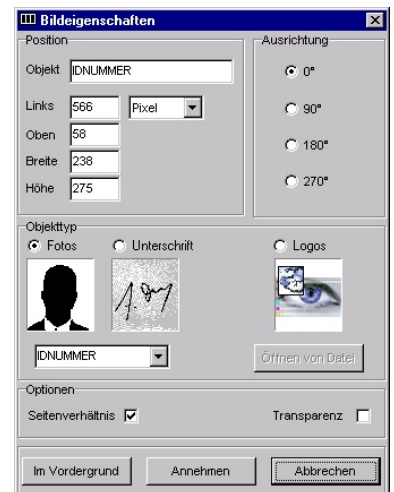 Bildeigenschaften
Position
Ausrichtung
Objekt IDNUMMER
0°
Links 566 Pixel
90°
Oben 58
180°
Breite 238
Höhe 275
270°
Objekttyp
Fotos Unterschrift Logos
IDNUMMER
Öffnen von Datei
Optionen
Seitenverhältnis Transparenz
Im Vordergrund Annehmen Abbrechen